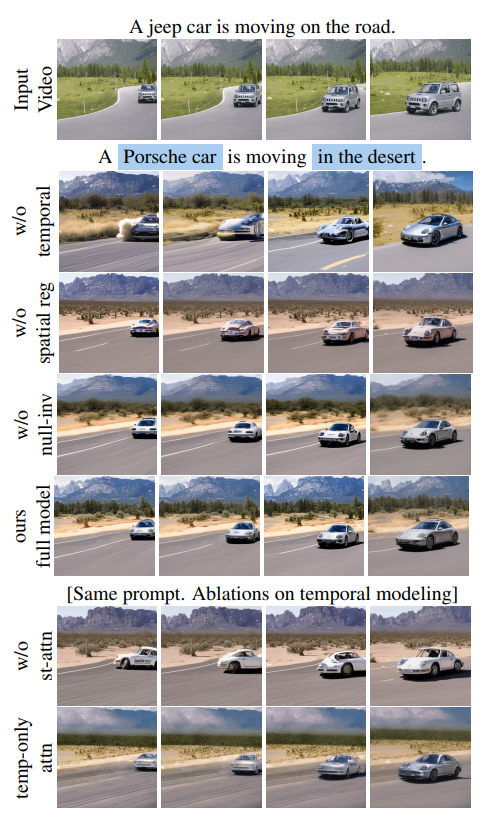 A jeep car is moving on the road.
Input
Video
A Porsche car is moving in the desert .
w/o
temporal
w/o
spatial reg
w/o
null-inv
ours
full model
[Same prompt. Ablations on temporal modeling]
w/o
st-attn
temp-only
attn